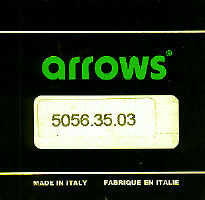 arrows®
5056.35.03
MADE IN ITALY FABRIQUE EN ITALIE